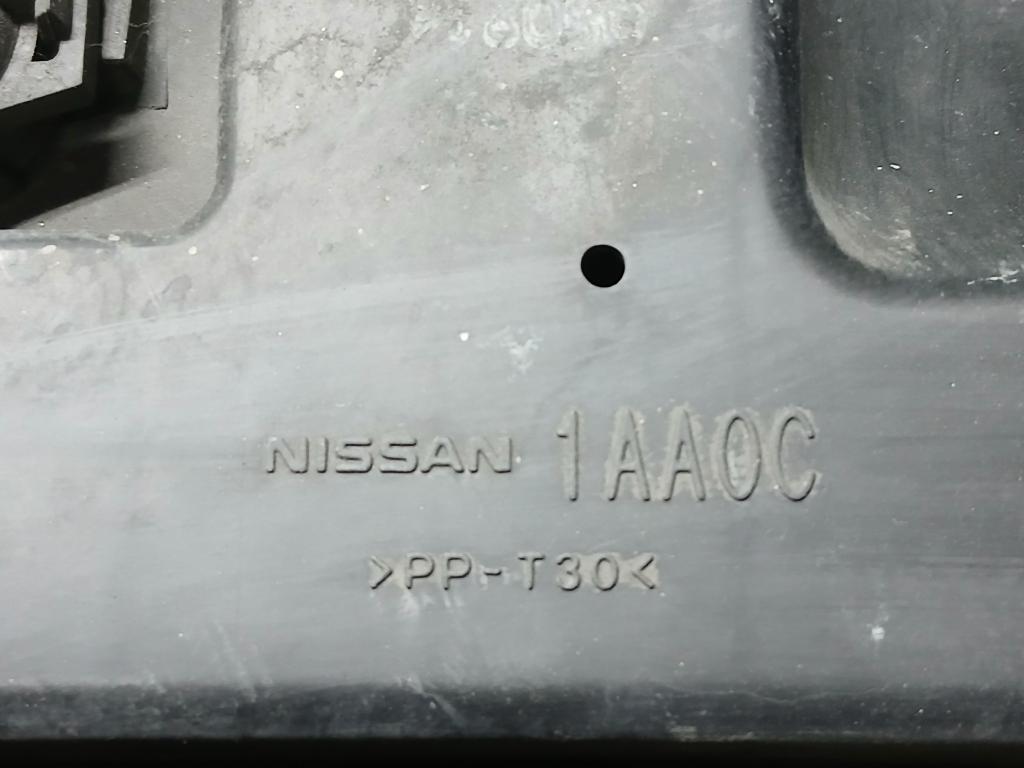 NISSAN 1AA0C
>PP-T30<